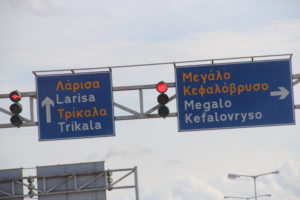 Λάρισα
Larisa
Τρίκαλα
Trikala
Μεγάλο
Κεφαλόβρυσο
Megalo
Kefalovryso